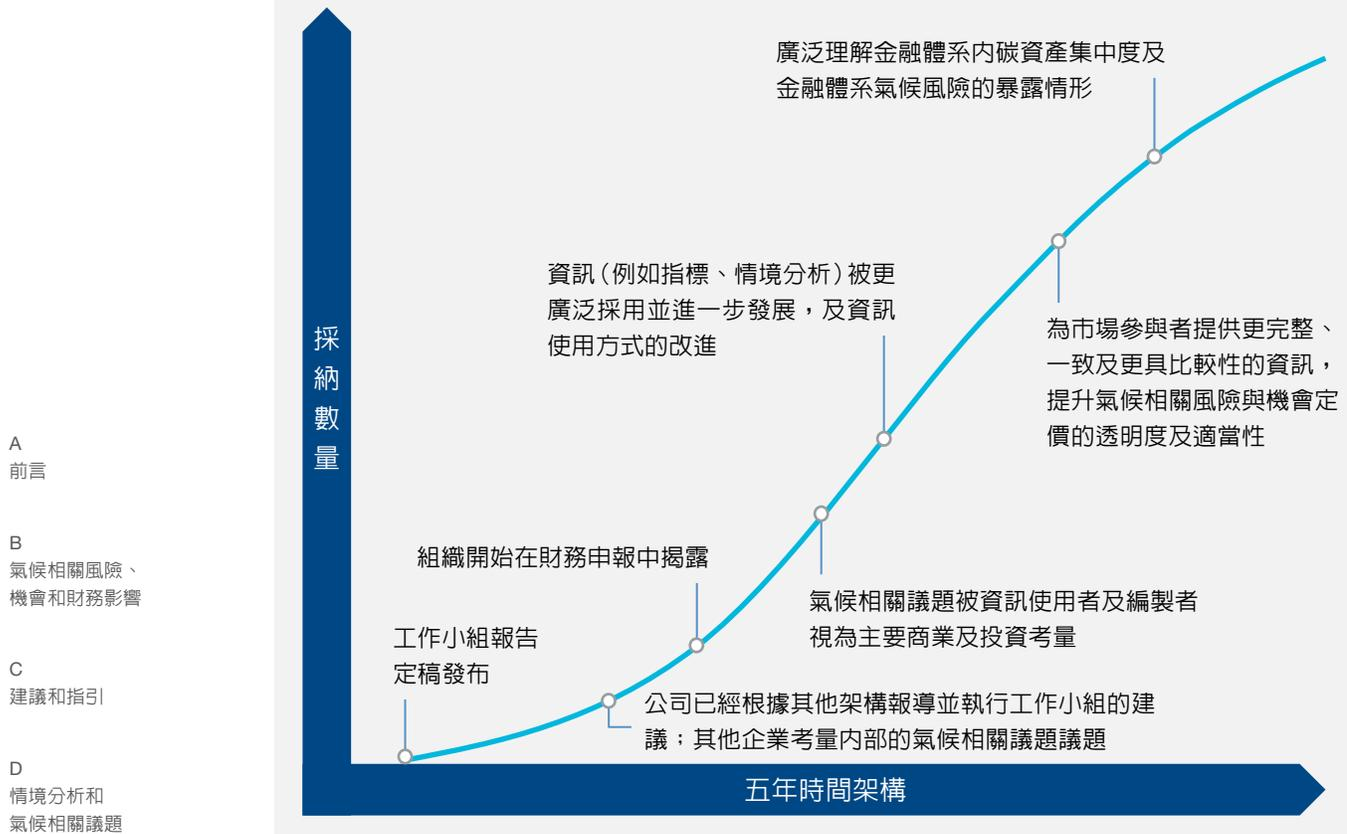 A
前言
B
氣候相關風險、
機會和財務影響
C
建議和指引
D
情境分析和
氣候相關議題
採納數量
廣泛理解金融體系內碳資產集中度及
金融體系氣候風險的暴露情形
資訊（例如指標、情境分析）被更
廣泛採用並進一步發展，及資訊
使用方式的改進
為市場參與者提供更完整、
一致及更具比較性的資訊，
提升氣候相關風險與機會定
價的透明度及適當性
組織開始在財務申報中揭露
氣候相關議題被資訊使用者及編製者
視為主要商業及投資考量
工作小組報告
定稿發布
公司已經根據其他架構報導並執行工作小組的建
議；其他企業考量內部的氣候相關議題議題
五年時間架構